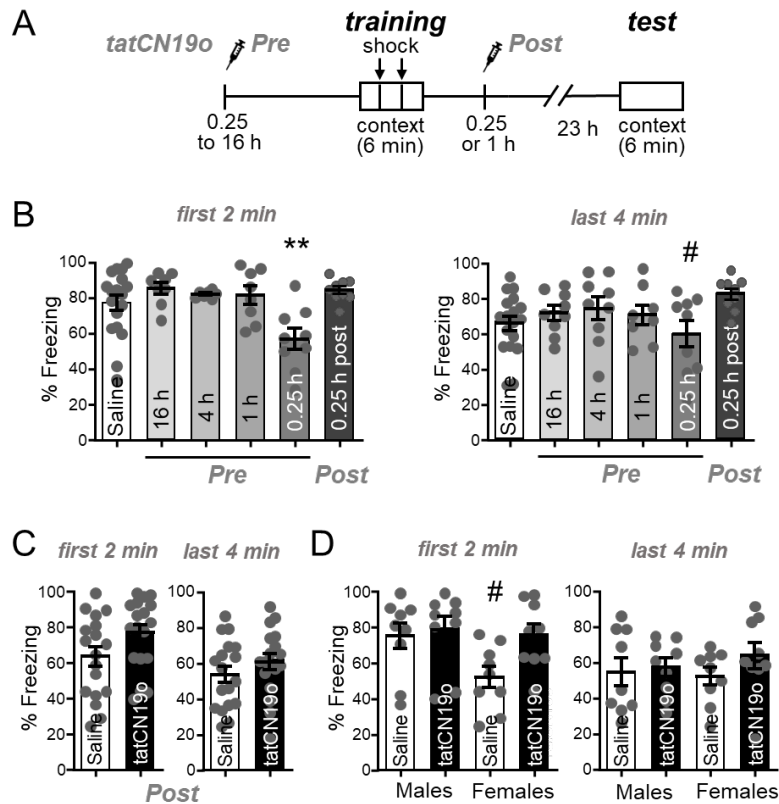 A
tatCN19o
Pre
training
shock
Post
test
0.25
to 16 h
context
(6 min)
0.25
or 1 h
23 h
context
(6 min)
B
first 2 min
% Freezing
100
80
60
40
20
0
**
Saline
16 h
4 h
1 h
0.25 h
0.25 h post
Pre
Post
last 4 min
% Freezing
100
80
60
40
20
0
#
Saline
16 h
4 h
1 h
0.25 h
0.25 h post
Pre
Post
C
first 2 min
last 4 min
% Freezing
100
80
60
40
20
0
Saline
tatCN19o
100
80
60
40
20
0
Saline
tatCN19o
Post
D
first 2 min
% Freezing
100
80
60
40
20
0
#
Saline
tatCN19o
Saline
tatCN19o
Males
Females
last 4 min
100
80
60
40
20
0
Saline
tatCN19o
Saline
tatCN19o
Males
Females